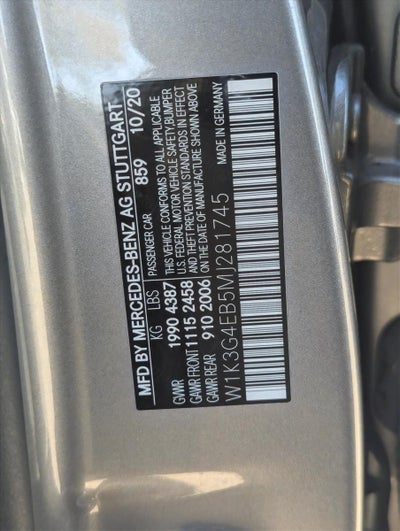 MFD BY MERCEDES-BENZ AG STUTTGART
PASSENGER CAR 859 10/20
KG LBS
GVWR 1990 4387
GAWR FRONT 1115 2458
GAWR REAR 910 2006
THIS VEHICLE CONFORMS TO ALL APPLICABLE
U.S. FEDERAL MOTOR VEHICLE SAFETY/BUMPER
AND THEFT PREVENTION STANDARDS IN EFFECT
ON THE DATE OF MANUFACTURE SHOWN ABOVE
MADE IN GERMANY
W1K3G4EB5MJ281745